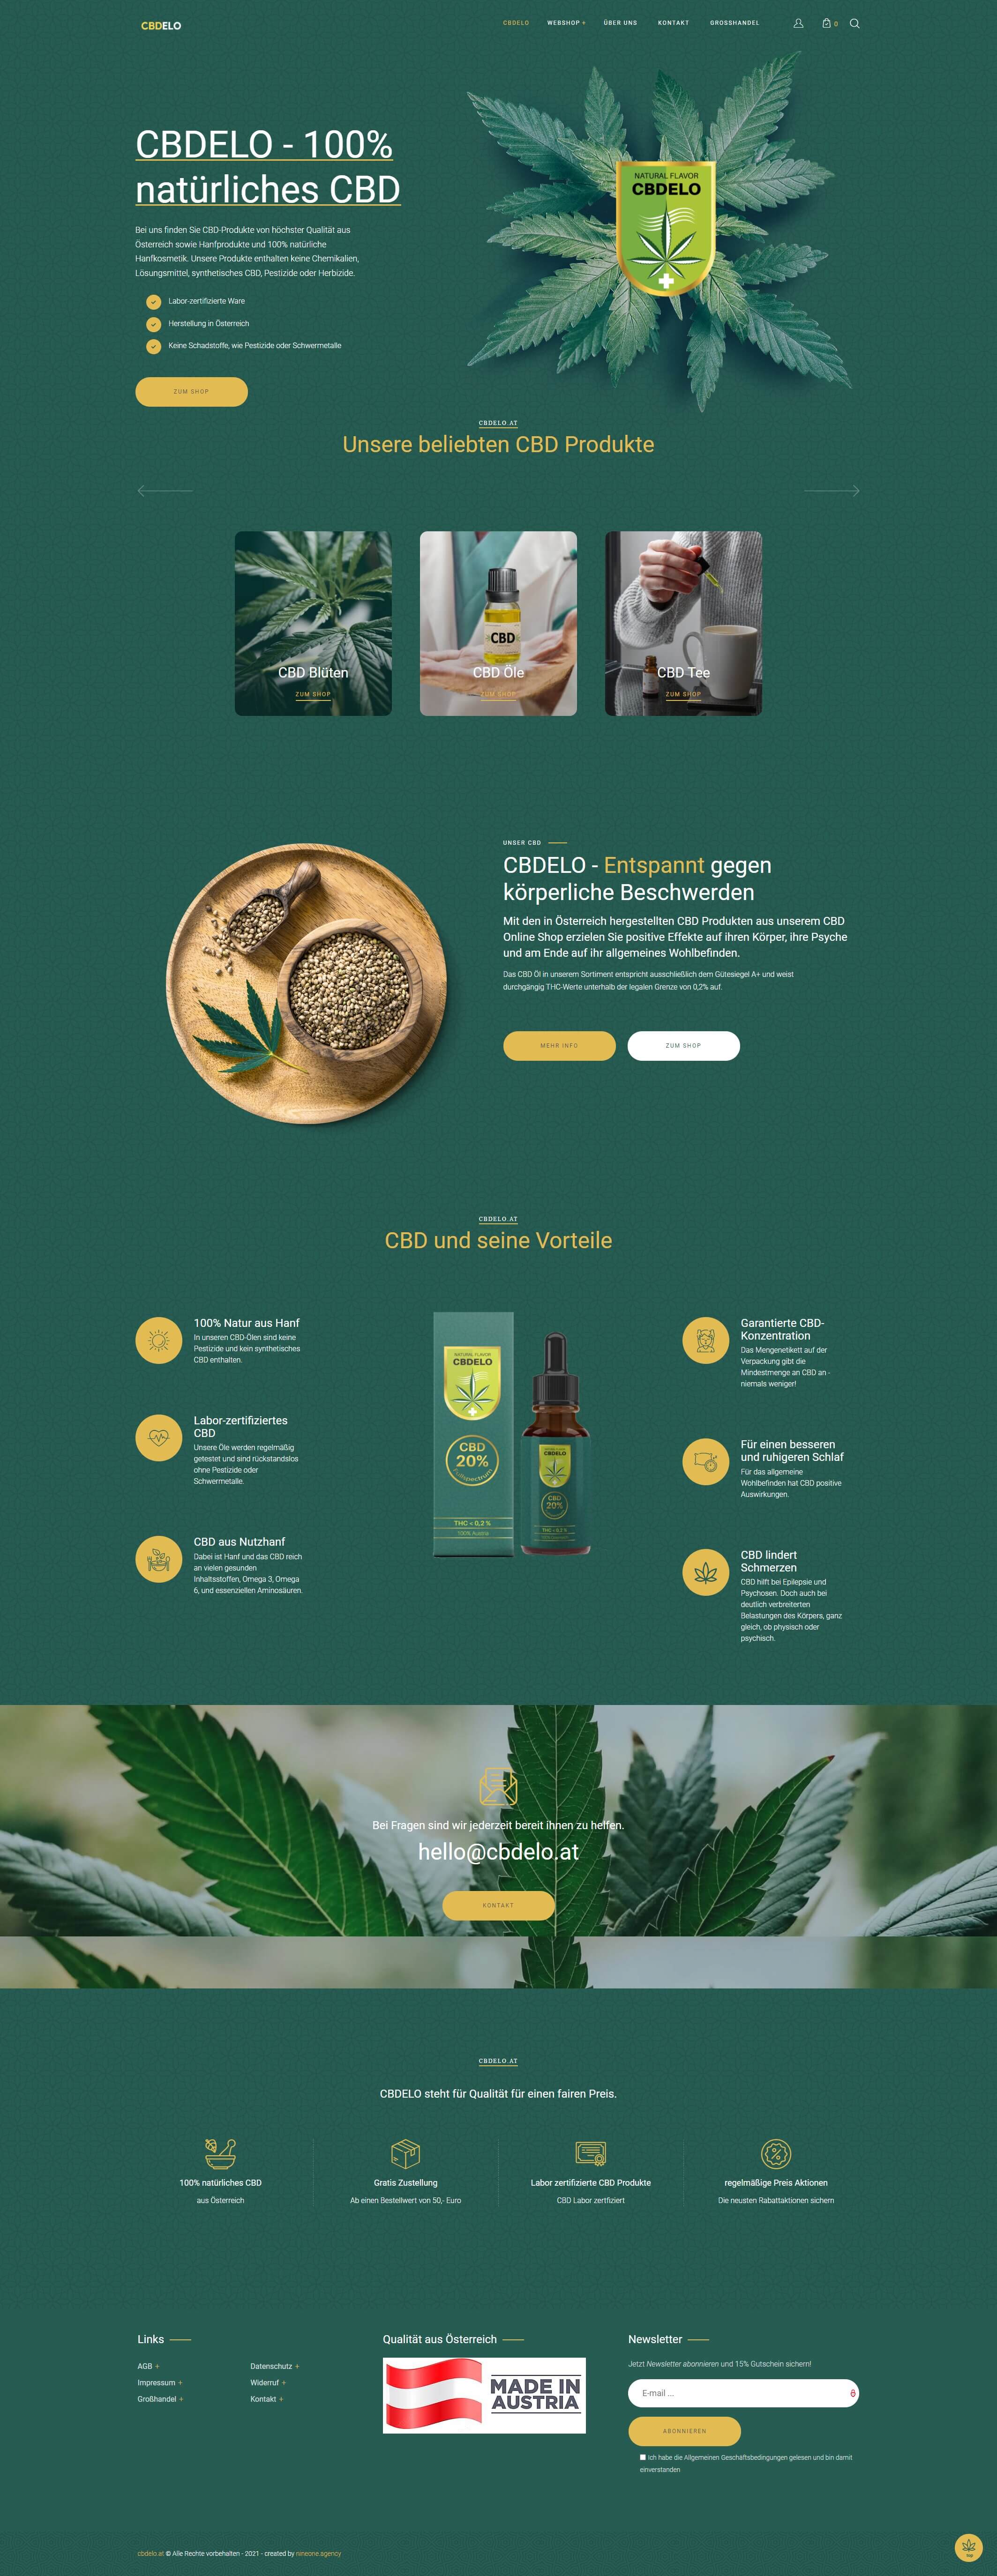 CBDELO
CBDELO WEBSHOP + ÜBER UNS KONTAKT GROSSHANDEL 0
CBDELO - 100%
natürliches CBD
Bei uns finden Sie CBD-Produkte von höchster Qualität aus
Österreich sowie Hanfprodukte und 100% natürliche
Hanfkosmetik. Unsere Produkte enthalten keine Chemikalien,
Lösungsmittel, synthetisches CBD, Pestizide oder Herbizide.
Labor-zertifizierte Ware
Herstellung in Österreich
Keine Schadstoffe, wie Pestizide oder Schwermetalle
ZUM SHOP
NATURAL FLAVOR
CBDELO
CBDELO.AT
Unsere beliebten CBD Produkte
CBD Blüten
ZUM SHOP
CBD
CBD Öle
ZUM SHOP
CBD Tee
ZUM SHOP
UNSER CBD
CBDELO - Entspannt gegen
körperliche Beschwerden
Mit den in Österreich hergestellten CBD Produkten aus unserem CBD
Online Shop erzielen Sie positive Effekte auf ihren Körper, ihre Psyche
und am Ende auf ihr allgemeines Wohlbefinden.
Das CBD Öl in unserem Sortiment entspricht ausschließlich dem Gütesiegel A+ und weist
durchgängig THC-Werte unterhalb der legalen Grenze von 0,2% auf.
MEHR INFO
ZUM SHOP
CBDELO.AT
CBD und seine Vorteile
100% Natur aus Hanf
In unseren CBD-Ölen sind keine
Pestizide und kein synthetisches
CBD enthalten.
Labor-zertifiziertes
CBD
Unsere Öle werden regelmäßig
getestet und sind rückstandslos
ohne Pestizide oder
Schwermetalle.
CBD aus Nutzhanf
Dabei ist Hanf und das CBD reich
an vielen gesunden
Inhaltsstoffen, Omega 3, Omega
6, und essenziellen Aminosäuren.
NATURAL FLAVOR
CBDELO
CBD
20%
Fullspectrum
THC < 0,2 %
100% Austria
CBDELO
CBD
20%
THC < 0,2 %
Garantierte CBD-
Konzentration
Das Mengenetikett auf der
Verpackung gibt die
Mindestmenge an CBD an -
niemals weniger!
Für einen besseren
und ruhigeren Schlaf
Für das allgemeine
Wohlbefinden hat CBD positive
Auswirkungen.
CBD lindert
Schmerzen
CBD hilft bei Epilepsie und
Psychosen. Doch auch bei
deutlich verbreiterten
Belastungen des Körpers, ganz
gleich, ob physisch oder
psychisch.
Bei Fragen sind wir jederzeit bereit ihnen zu helfen.
hello@cbdelo.at
KONTAKT
CBDELO.AT
CBDELO steht für Qualität für einen fairen Preis.
100% natürliches CBD
aus Österreich
Gratis Zustellung
Ab einen Bestellwert von 50,- Euro
Labor zertifizierte CBD Produkte
CBD Labor zertfiziert
regelmäßige Preis Aktionen
Die neusten Rabattaktionen sichern
Links
AGB +
Impressum +
Großhandel +
Datenschutz +
Widerruf +
Kontakt +
Qualität aus Österreich
MADE IN
AUSTRIA
Newsletter
Jetzt Newsletter abonnieren und 15% Gutschein sichern!
E-mail ...
ABONNIEREN
Ich habe die Allgemeinen Geschäftsbedingungen gelesen und bin damit
einverstanden
cbdelo.at © Alle Rechte vorbehalten - 2021 - created by nineone.agency